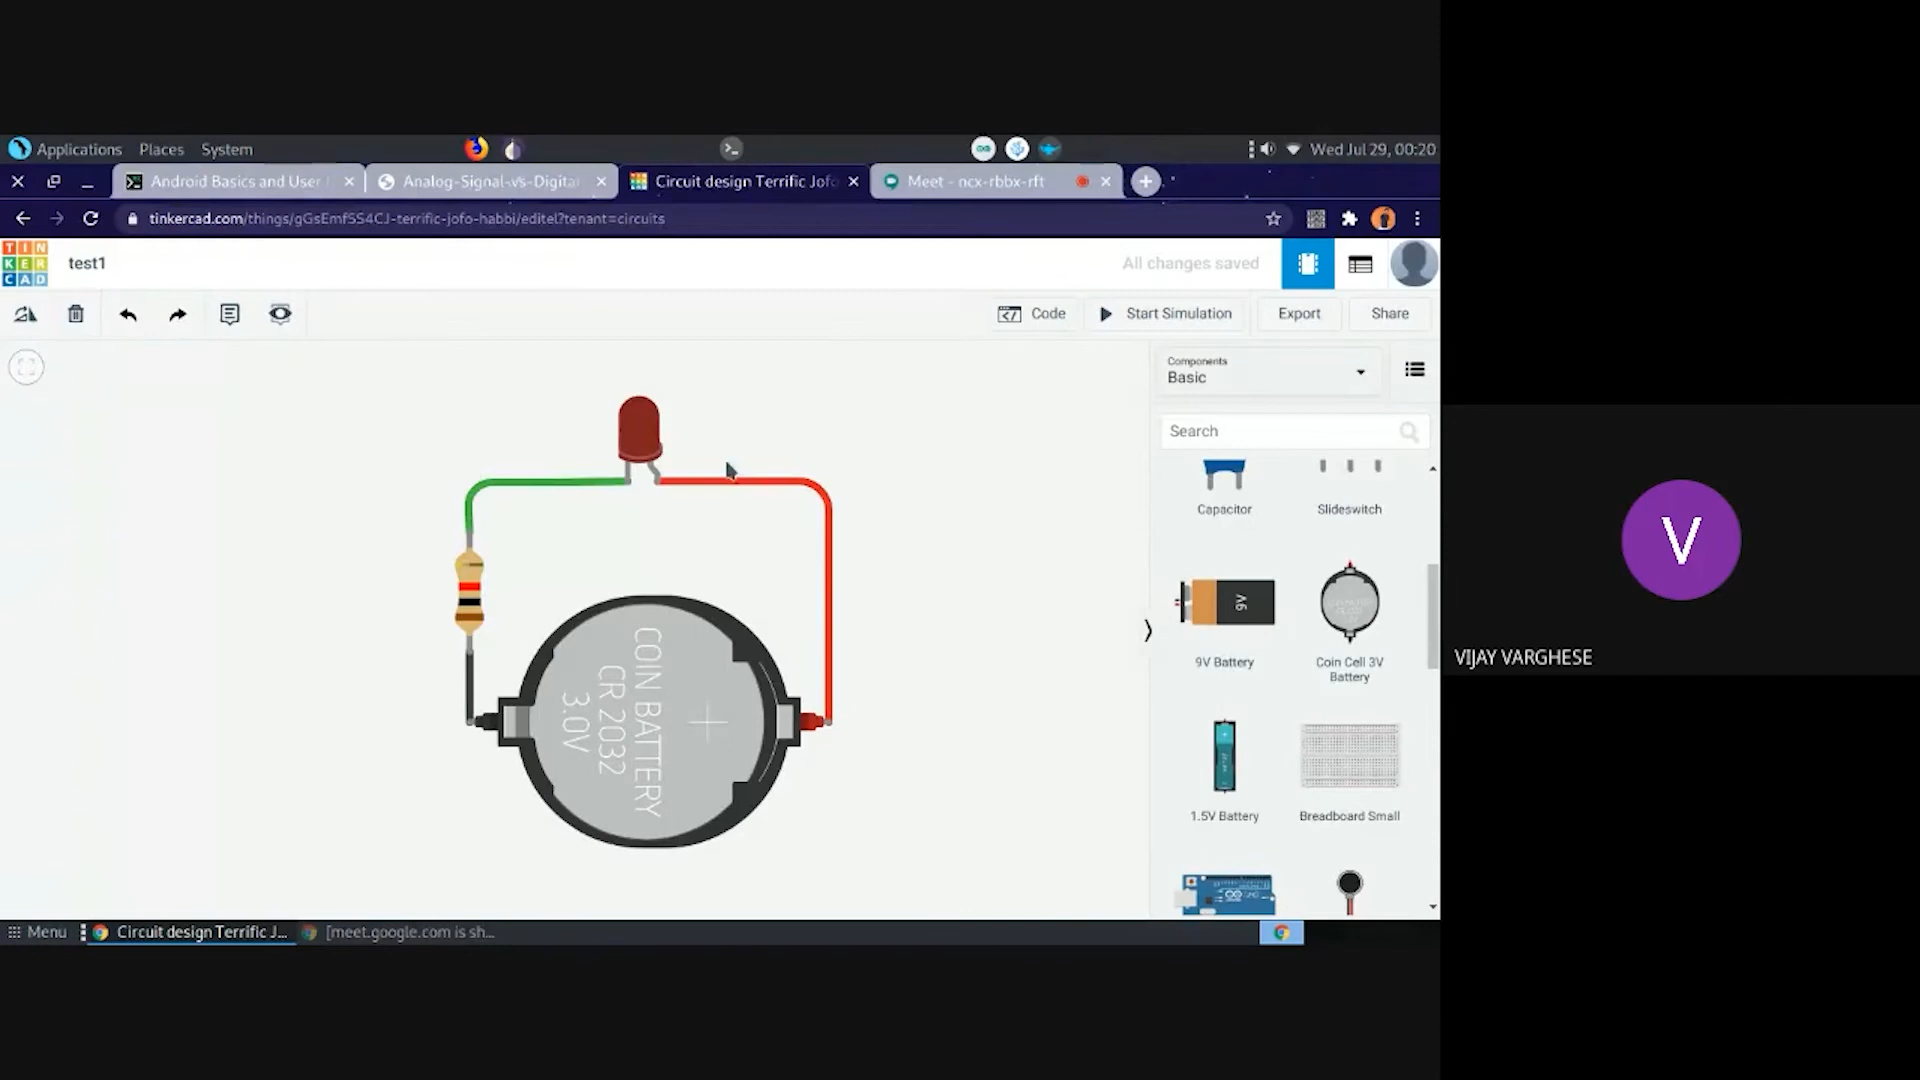 Applications Places System Wed Jul 29, 00:20
Android Basics and User Analog-Signal-vs-Digita Circuit design Terrific Jofo Meet - ncx-rbbx-rft
tinkercad.com/things/gGsEmfSS4CJ-terrific-jofo-habbi/editel?tenant=circuits
TIN
KER
CAD
test1
All changes saved
Code Start Simulation Export Share
Components
Basic
Search
Capacitor Slideswitch
9V
9V Battery Coin Cell 3V
Battery
1.5V Battery Breadboard Small
COIN BATTERY
CR 2032
3.0V
V
VIJAY VARGHESE
Menu Circuit design Terrific J... [meet.google.com is sh...